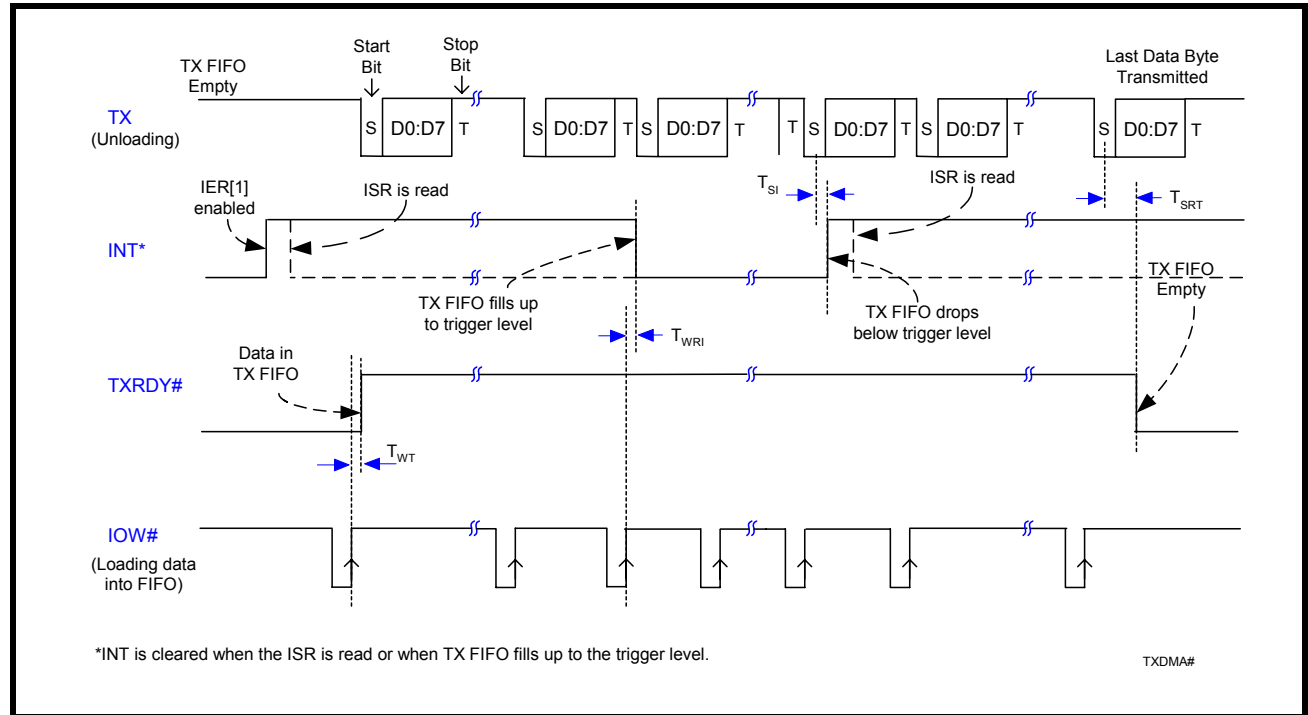 TX FIFO
Empty
Start
Bit
Stop
Bit
Last Data Byte
Transmitted
TX
(Unloading)
S D0:D7 T S D0:D7 T S D0:D7 T T S D0:D7 T S D0:D7 T S D0:D7 T
IER[1]
enabled
ISR is read
TSI
ISR is read
TSRT
INT*
TX FIFO fills up
to trigger level
TX FIFO drops
below trigger level
TX FIFO
Empty
TWRI
Data in
TX FIFO
TXRDY#
TWT
IOW#
(Loading data
into FIFO)
*INT is cleared when the ISR is read or when TX FIFO fills up to the trigger level.
TXDMA#